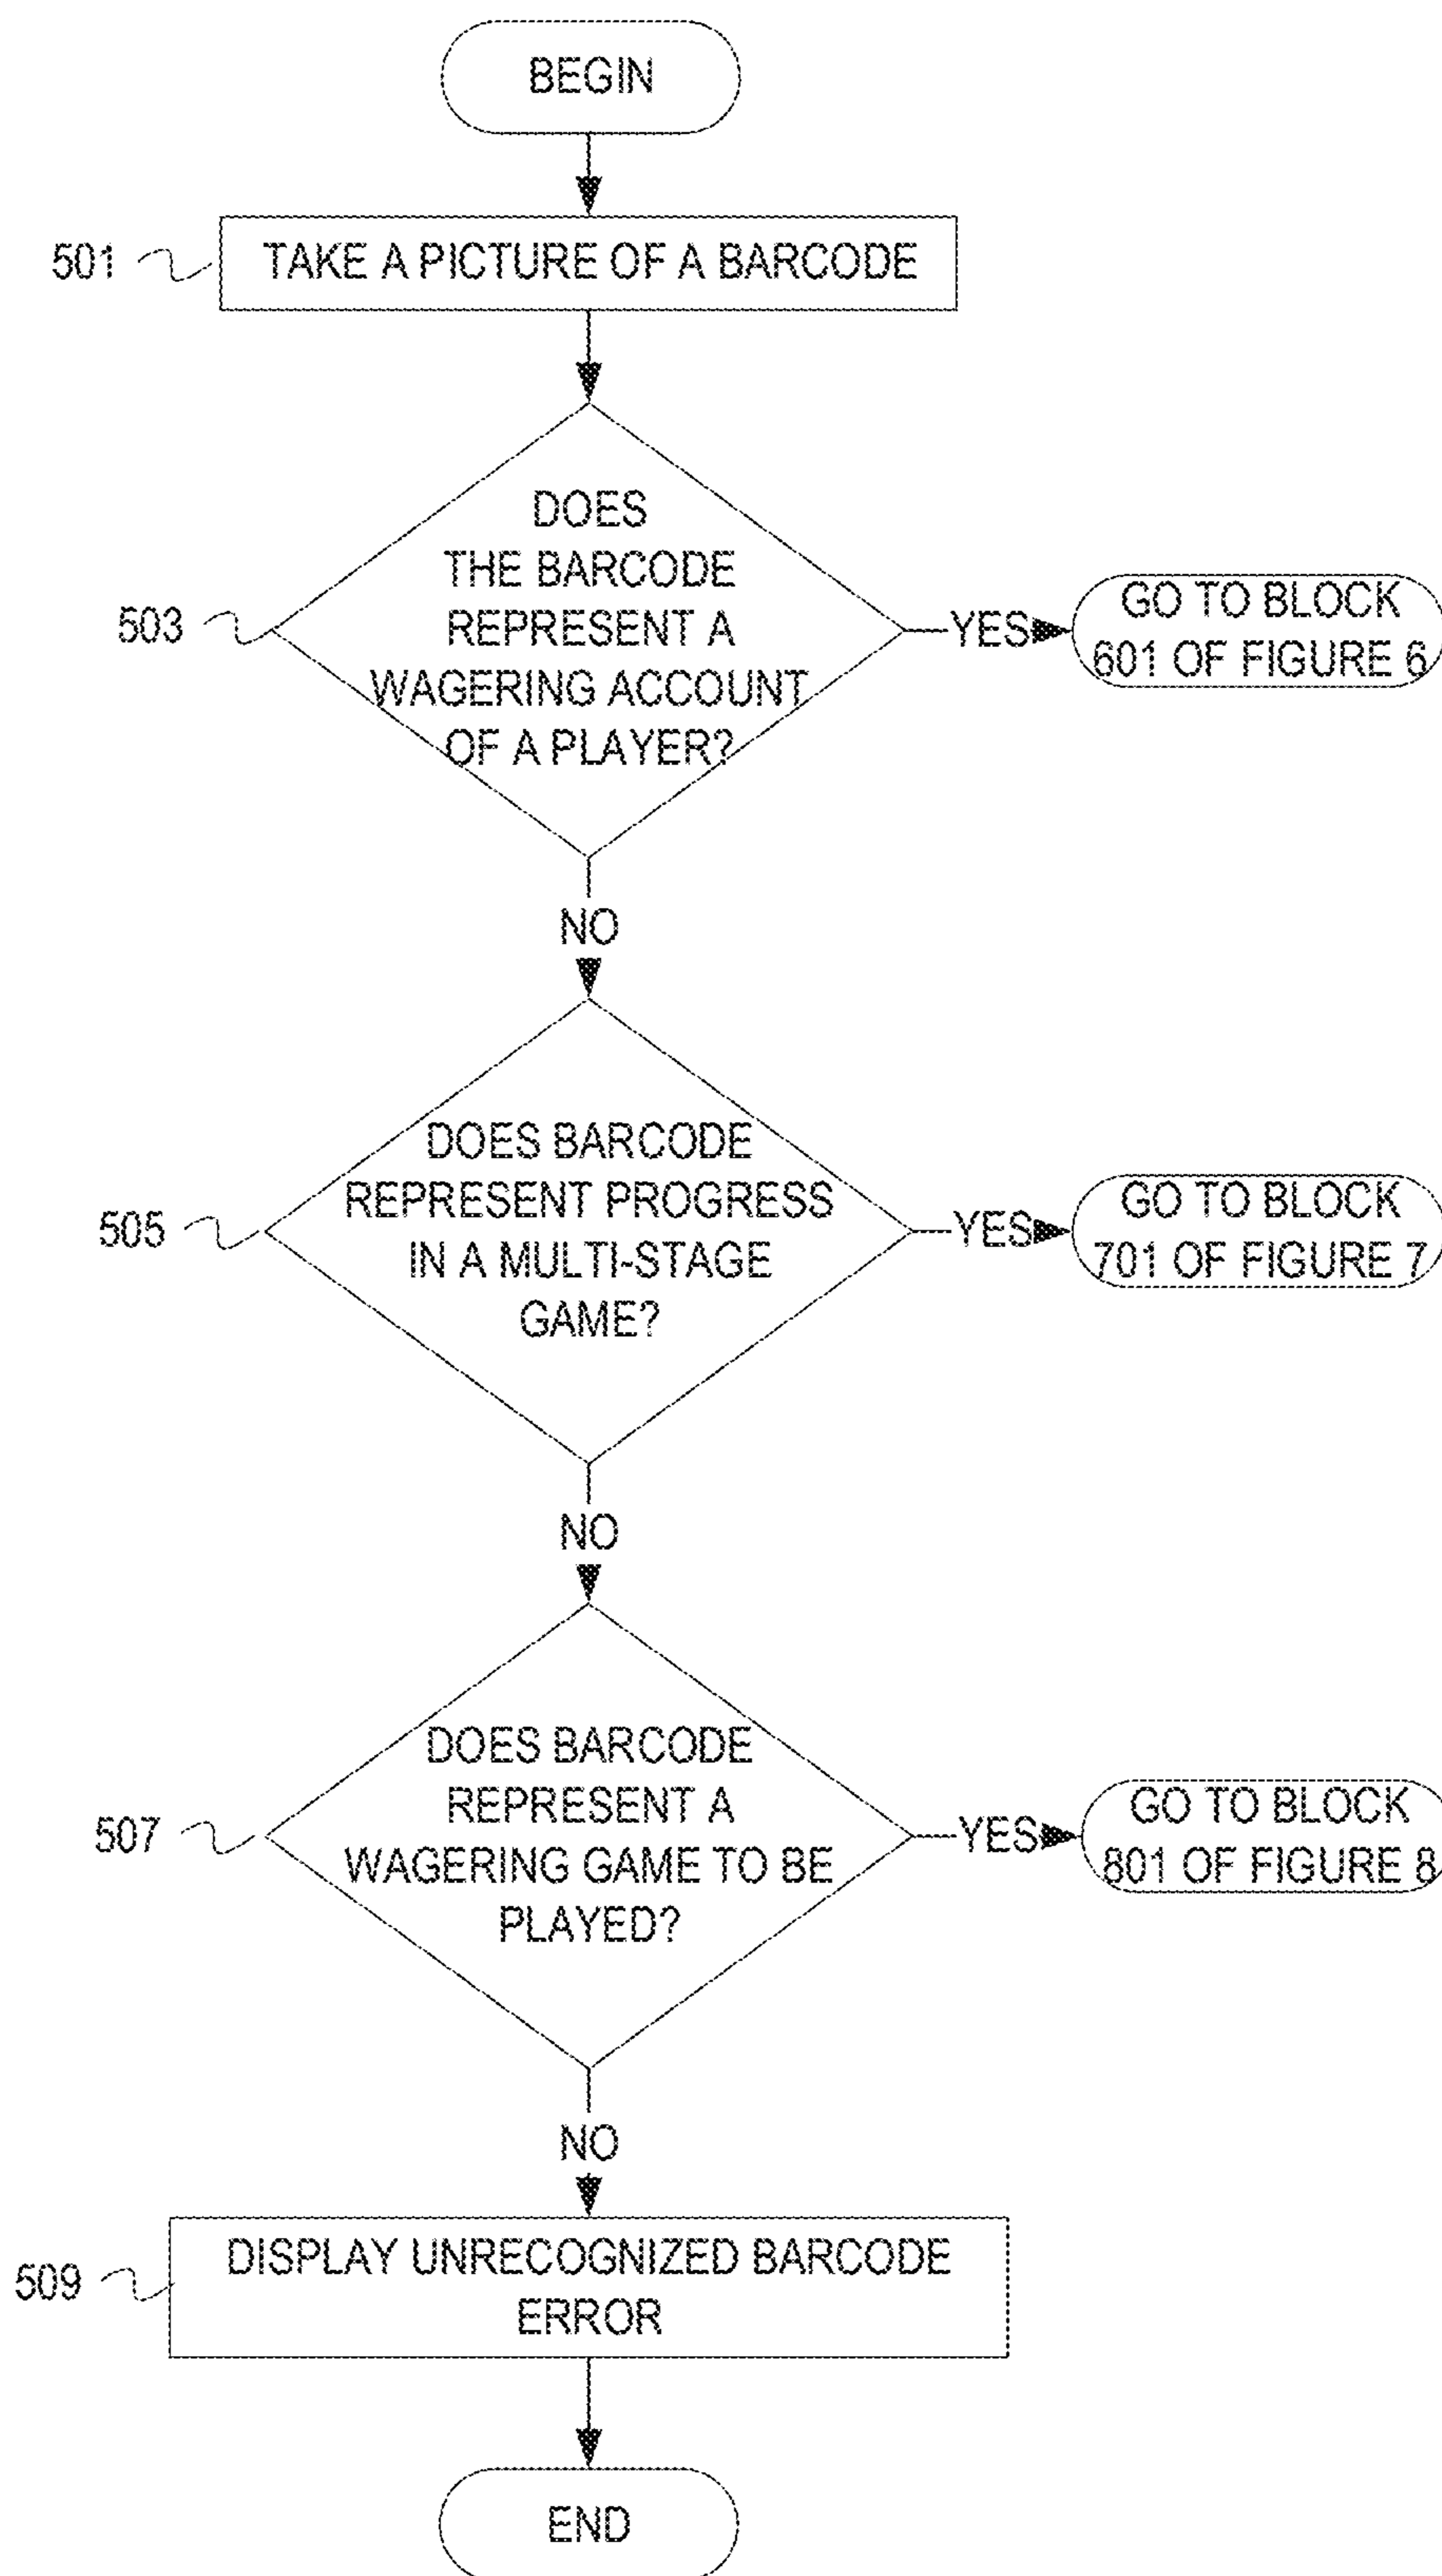 BEGIN
501
TAKE A PICTURE OF A BARCODE
DOES
THE BARCODE
REPRESENT A
WAGERING ACCOUNT
OF A PLAYER?
503
YES
GO TO BLOCK
601 OF FIGURE 6
NO
DOES BARCODE
REPRESENT PROGRESS
IN A MULTI-STAGE
GAME?
505
YES
GO TO BLOCK
701 OF FIGURE 7
NO
DOES BARCODE
REPRESENT A
WAGERING GAME TO BE
PLAYED?
507
YES
GO TO BLOCK
801 OF FIGURE 8
NO
509
DISPLAY UNRECOGNIZED BARCODE
ERROR
END